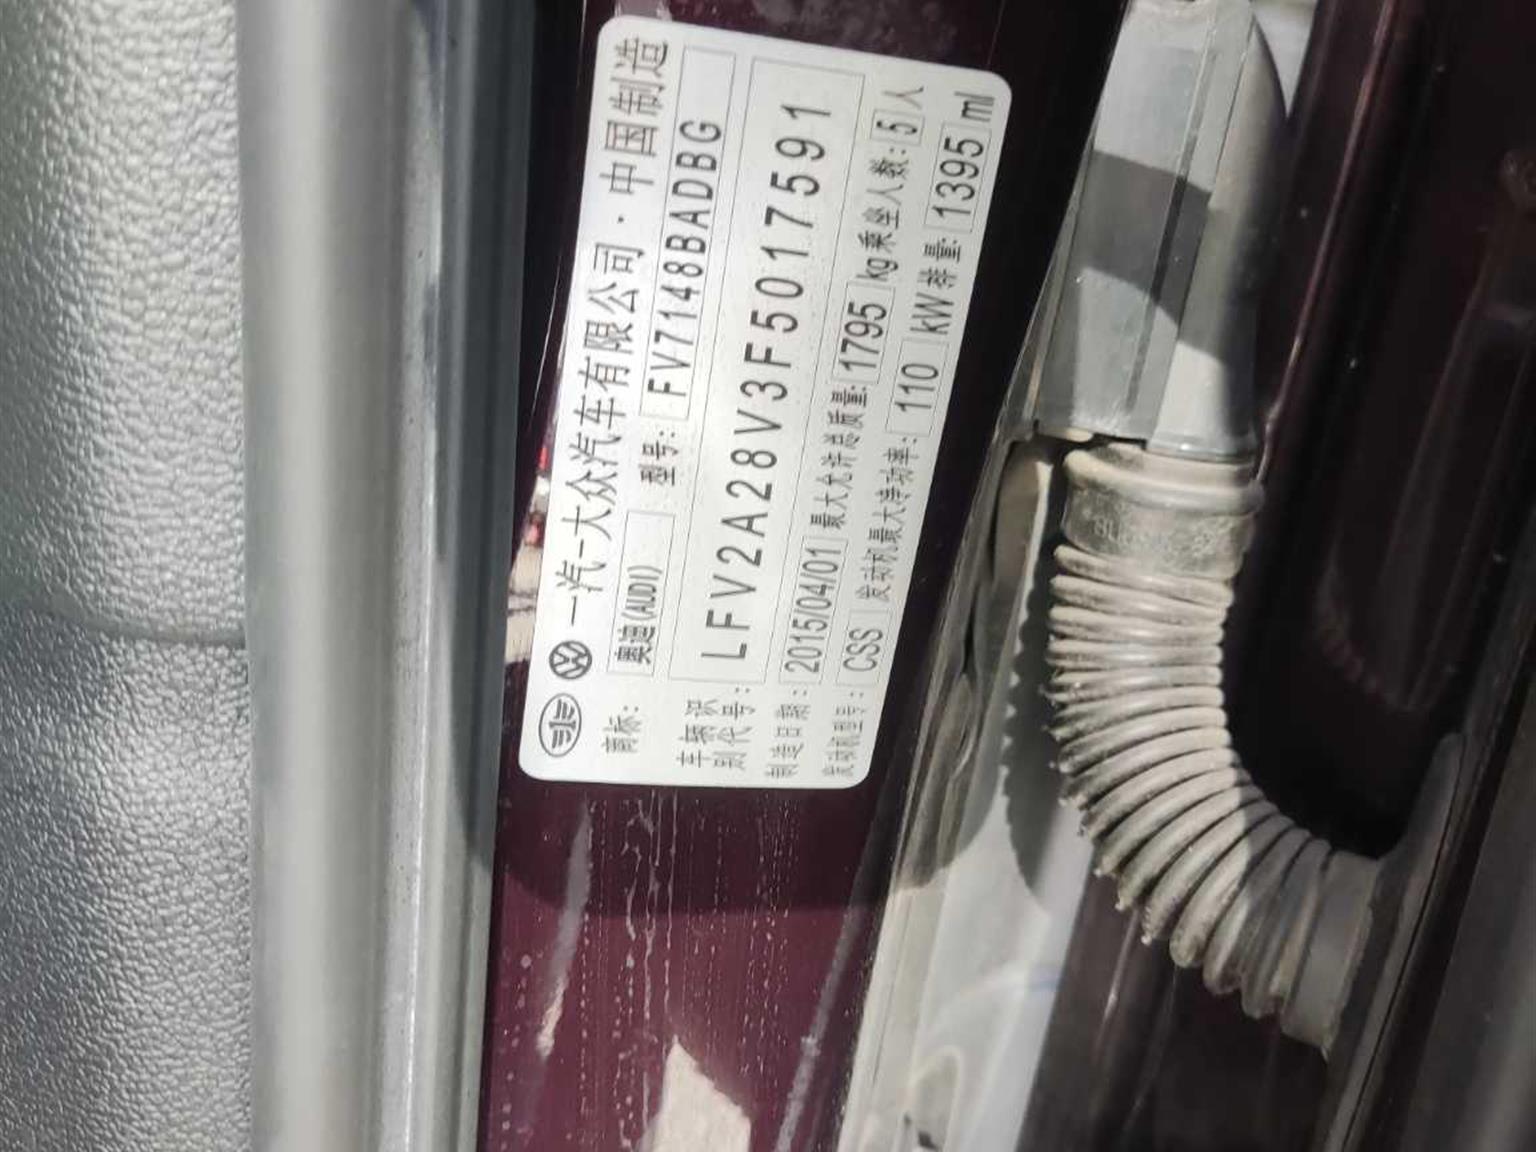 一汽-大众汽车有限公司·中国制造
商标: 奥迪(AUDI) 型号: FV7148BADBG
车辆识别代号: LFV2A28V3F5017591
制造日期: 2015/04/01 最大允许总质量: 1795 kg 乘坐人数: 5 人
发动机型号: CSS 发动机最大净功率: 110 kW 排量: 1395 ml